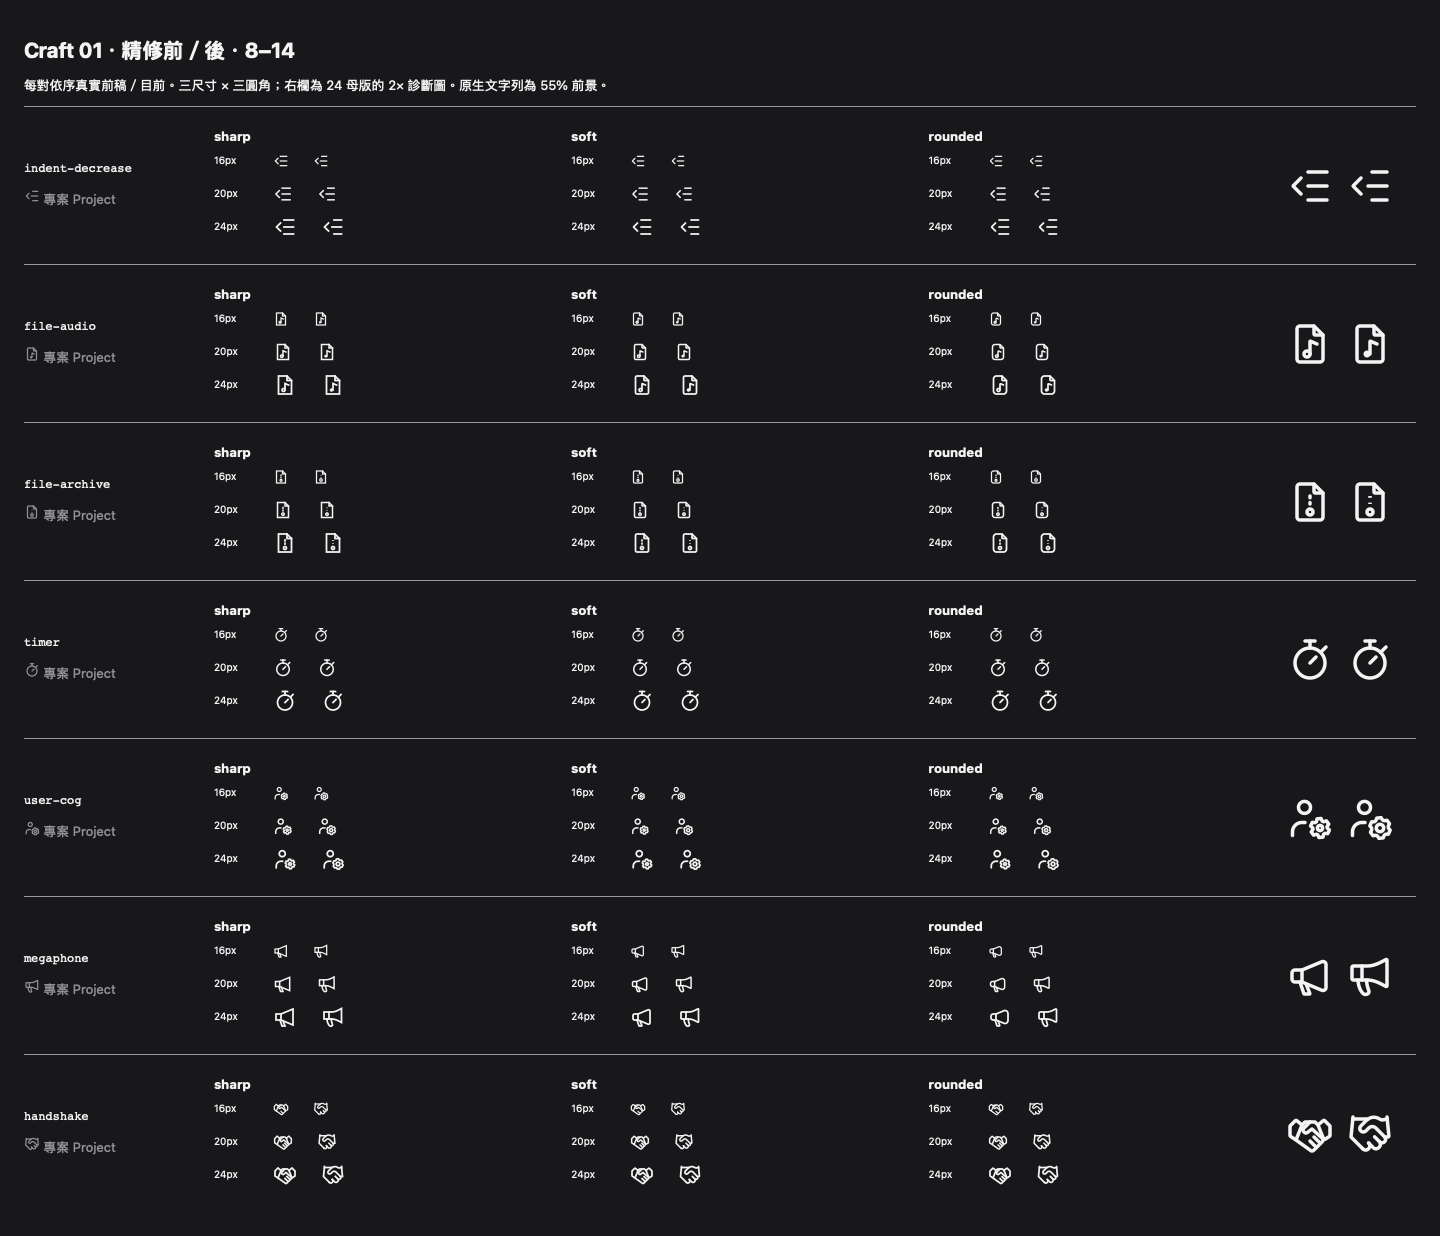 Craft 01 · 精修前 / 後 · 8–14
每對依序真實前稿 / 目前。三尺寸 × 三圓角；右欄為 24 母版的 2× 診斷圖。原生文字列為 55% 前景。
indent-decrease
專案 Project
sharp
16px
20px
24px
soft
16px
20px
24px
rounded
16px
20px
24px
file-audio
專案 Project
sharp
16px
20px
24px
soft
16px
20px
24px
rounded
16px
20px
24px
file-archive
專案 Project
sharp
16px
20px
24px
soft
16px
20px
24px
rounded
16px
20px
24px
timer
專案 Project
sharp
16px
20px
24px
soft
16px
20px
24px
rounded
16px
20px
24px
user-cog
專案 Project
sharp
16px
20px
24px
soft
16px
20px
24px
rounded
16px
20px
24px
megaphone
專案 Project
sharp
16px
20px
24px
soft
16px
20px
24px
rounded
16px
20px
24px
handshake
專案 Project
sharp
16px
20px
24px
soft
16px
20px
24px
rounded
16px
20px
24px